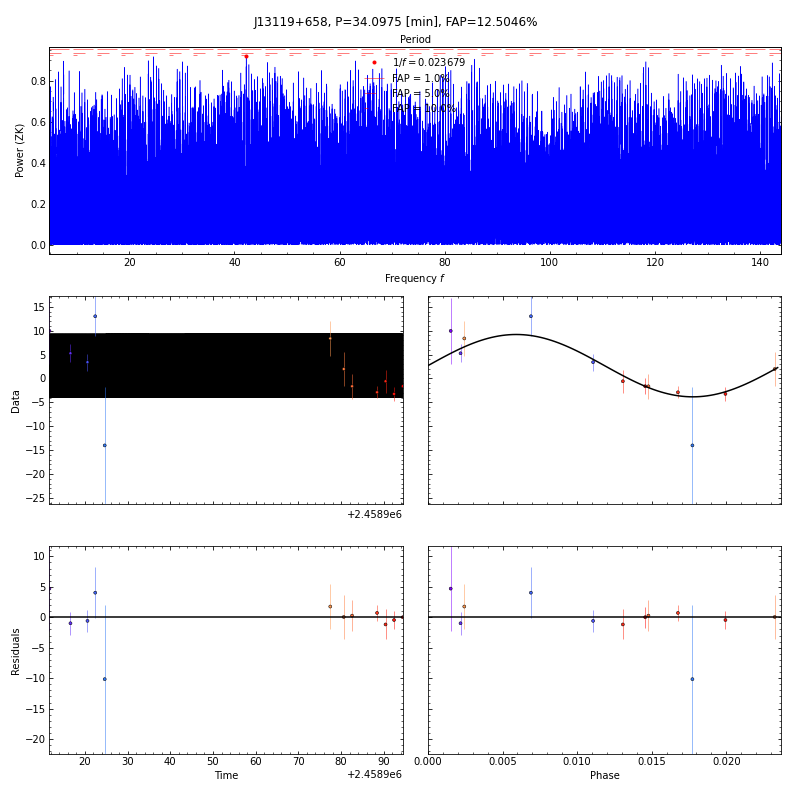 J13119+658, P=34.0975 [min], FAP=12.5046%
Period
1/f = 0.023679
FAP = 1.0%
FAP = 5.0%
FAP = 10.0%
Power (ZK)
0.8
0.6
0.4
0.2
0.0
20 40 60 80 100 120 140
Frequency f
Data
15
10
5
0
−5
−10
−15
−20
−25
+2.4589e6
Residuals
10
5
0
−5
−10
−15
−20
20 30 40 50 60 70 80 90
Time
+2.4589e6
0.000 0.005 0.010 0.015 0.020
Phase